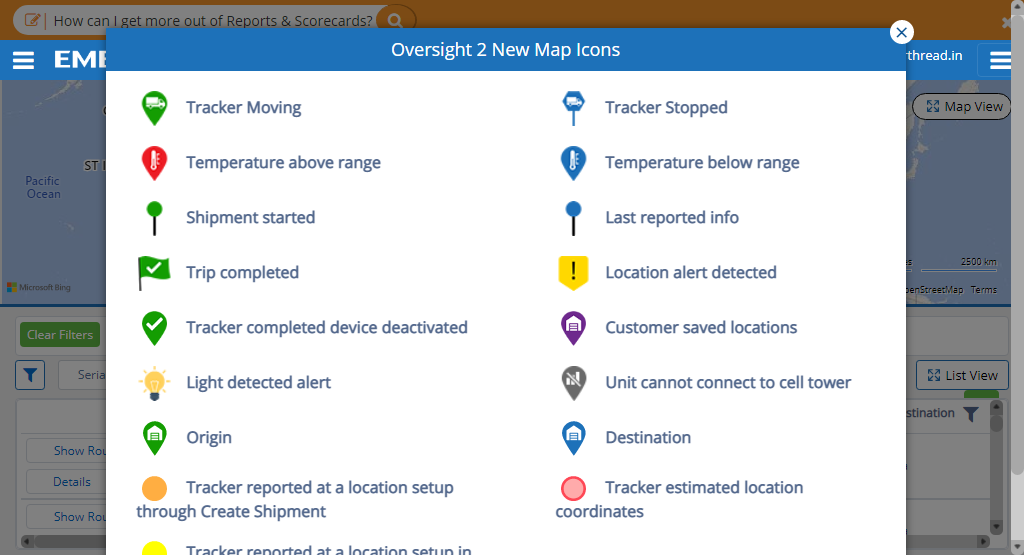 How can I get more out of Reports & Scorecards?
Oversight 2 New Map Icons
EME
thread.in
Tracker Moving
Tracker Stopped
Map View
Temperature above range
Temperature below range
ST
Pacific
Ocean
Shipment started
Last reported info
Trip completed
Location alert detected
2500 km
Microsoft Bing
penStreetMap Terms
Clear Filters
Tracker completed device deactivated
Customer saved locations
Seria
Light detected alert
Unit cannot connect to cell tower
List View
stination
Origin
Destination
Show Rou
Details
Tracker reported at a location setup
through Create Shipment
Tracker estimated location
coordinates
Show Rou
Tracker reported at a location setup in